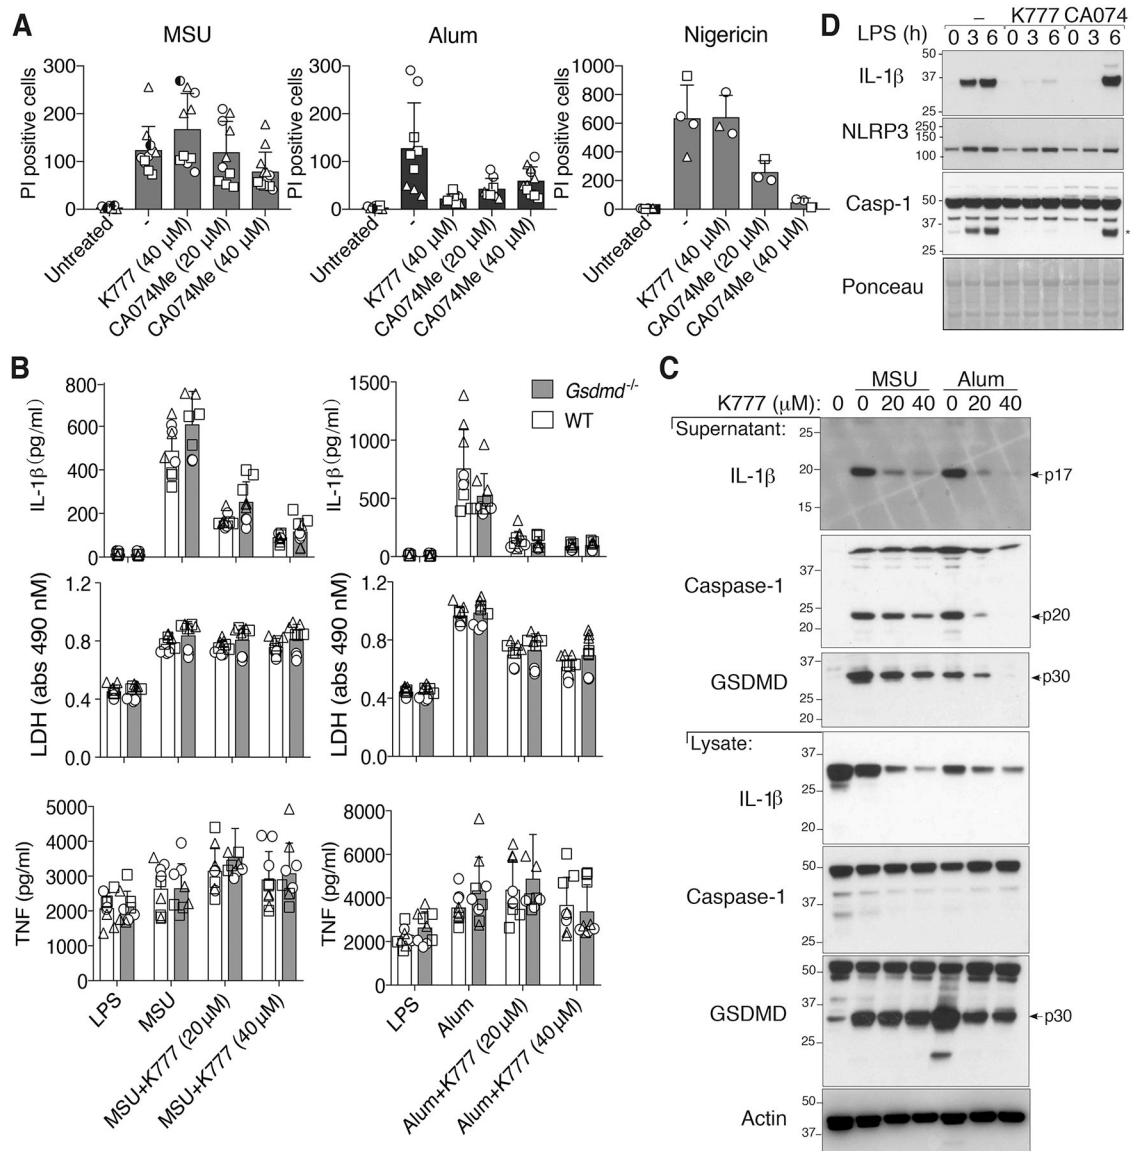 A
MSU
Alum
Nigericin
PI positive cells
300
200
100
0
Untreated
-
K777 (40 μM)
CA074Me (20 μM)
CA074Me (40 μM)
PI positive cells
300
200
100
0
Untreated
-
K777 (40 μM)
CA074Me (20 μM)
CA074Me (40 μM)
PI positive cells
1000
800
600
400
200
0
Untreated
-
K777 (40 μM)
CA074Me (20 μM)
CA074Me (40 μM)
D
– K777 CA074
LPS (h) 0 3 6 0 3 6 0 3 6
IL-1β
50
37
25
NLRP3
250
150
100
Casp-1
50
37
25
*
Ponceau
B
IL-1β (pg/ml)
800
600
400
200
0
IL-1β (pg/ml)
1500
1000
500
0
Gsdmd-/-
WT
LDH (abs 490 nM)
1.2
0.8
0.4
0.0
LDH (abs 490 nM)
1.2
0.8
0.4
0.0
TNF (pg/ml)
5000
4000
3000
2000
1000
0
LPS
MSU
MSU+K777 (20 μM)
MSU+K777 (40 μM)
TNF (pg/ml)
8000
6000
4000
2000
0
LPS
Alum
Alum+K777 (20 μM)
Alum+K777 (40 μM)
C
MSU Alum
K777 (μM): 0 0 20 40 0 20 40
Supernatant:
IL-1β
25
20
15
p17
Caspase-1
37
25
20
p20
GSDMD
37
25
20
p30
Lysate:
IL-1β
37
25
20
Caspase-1
50
37
25
GSDMD
50
37
25
p30
Actin
50
37